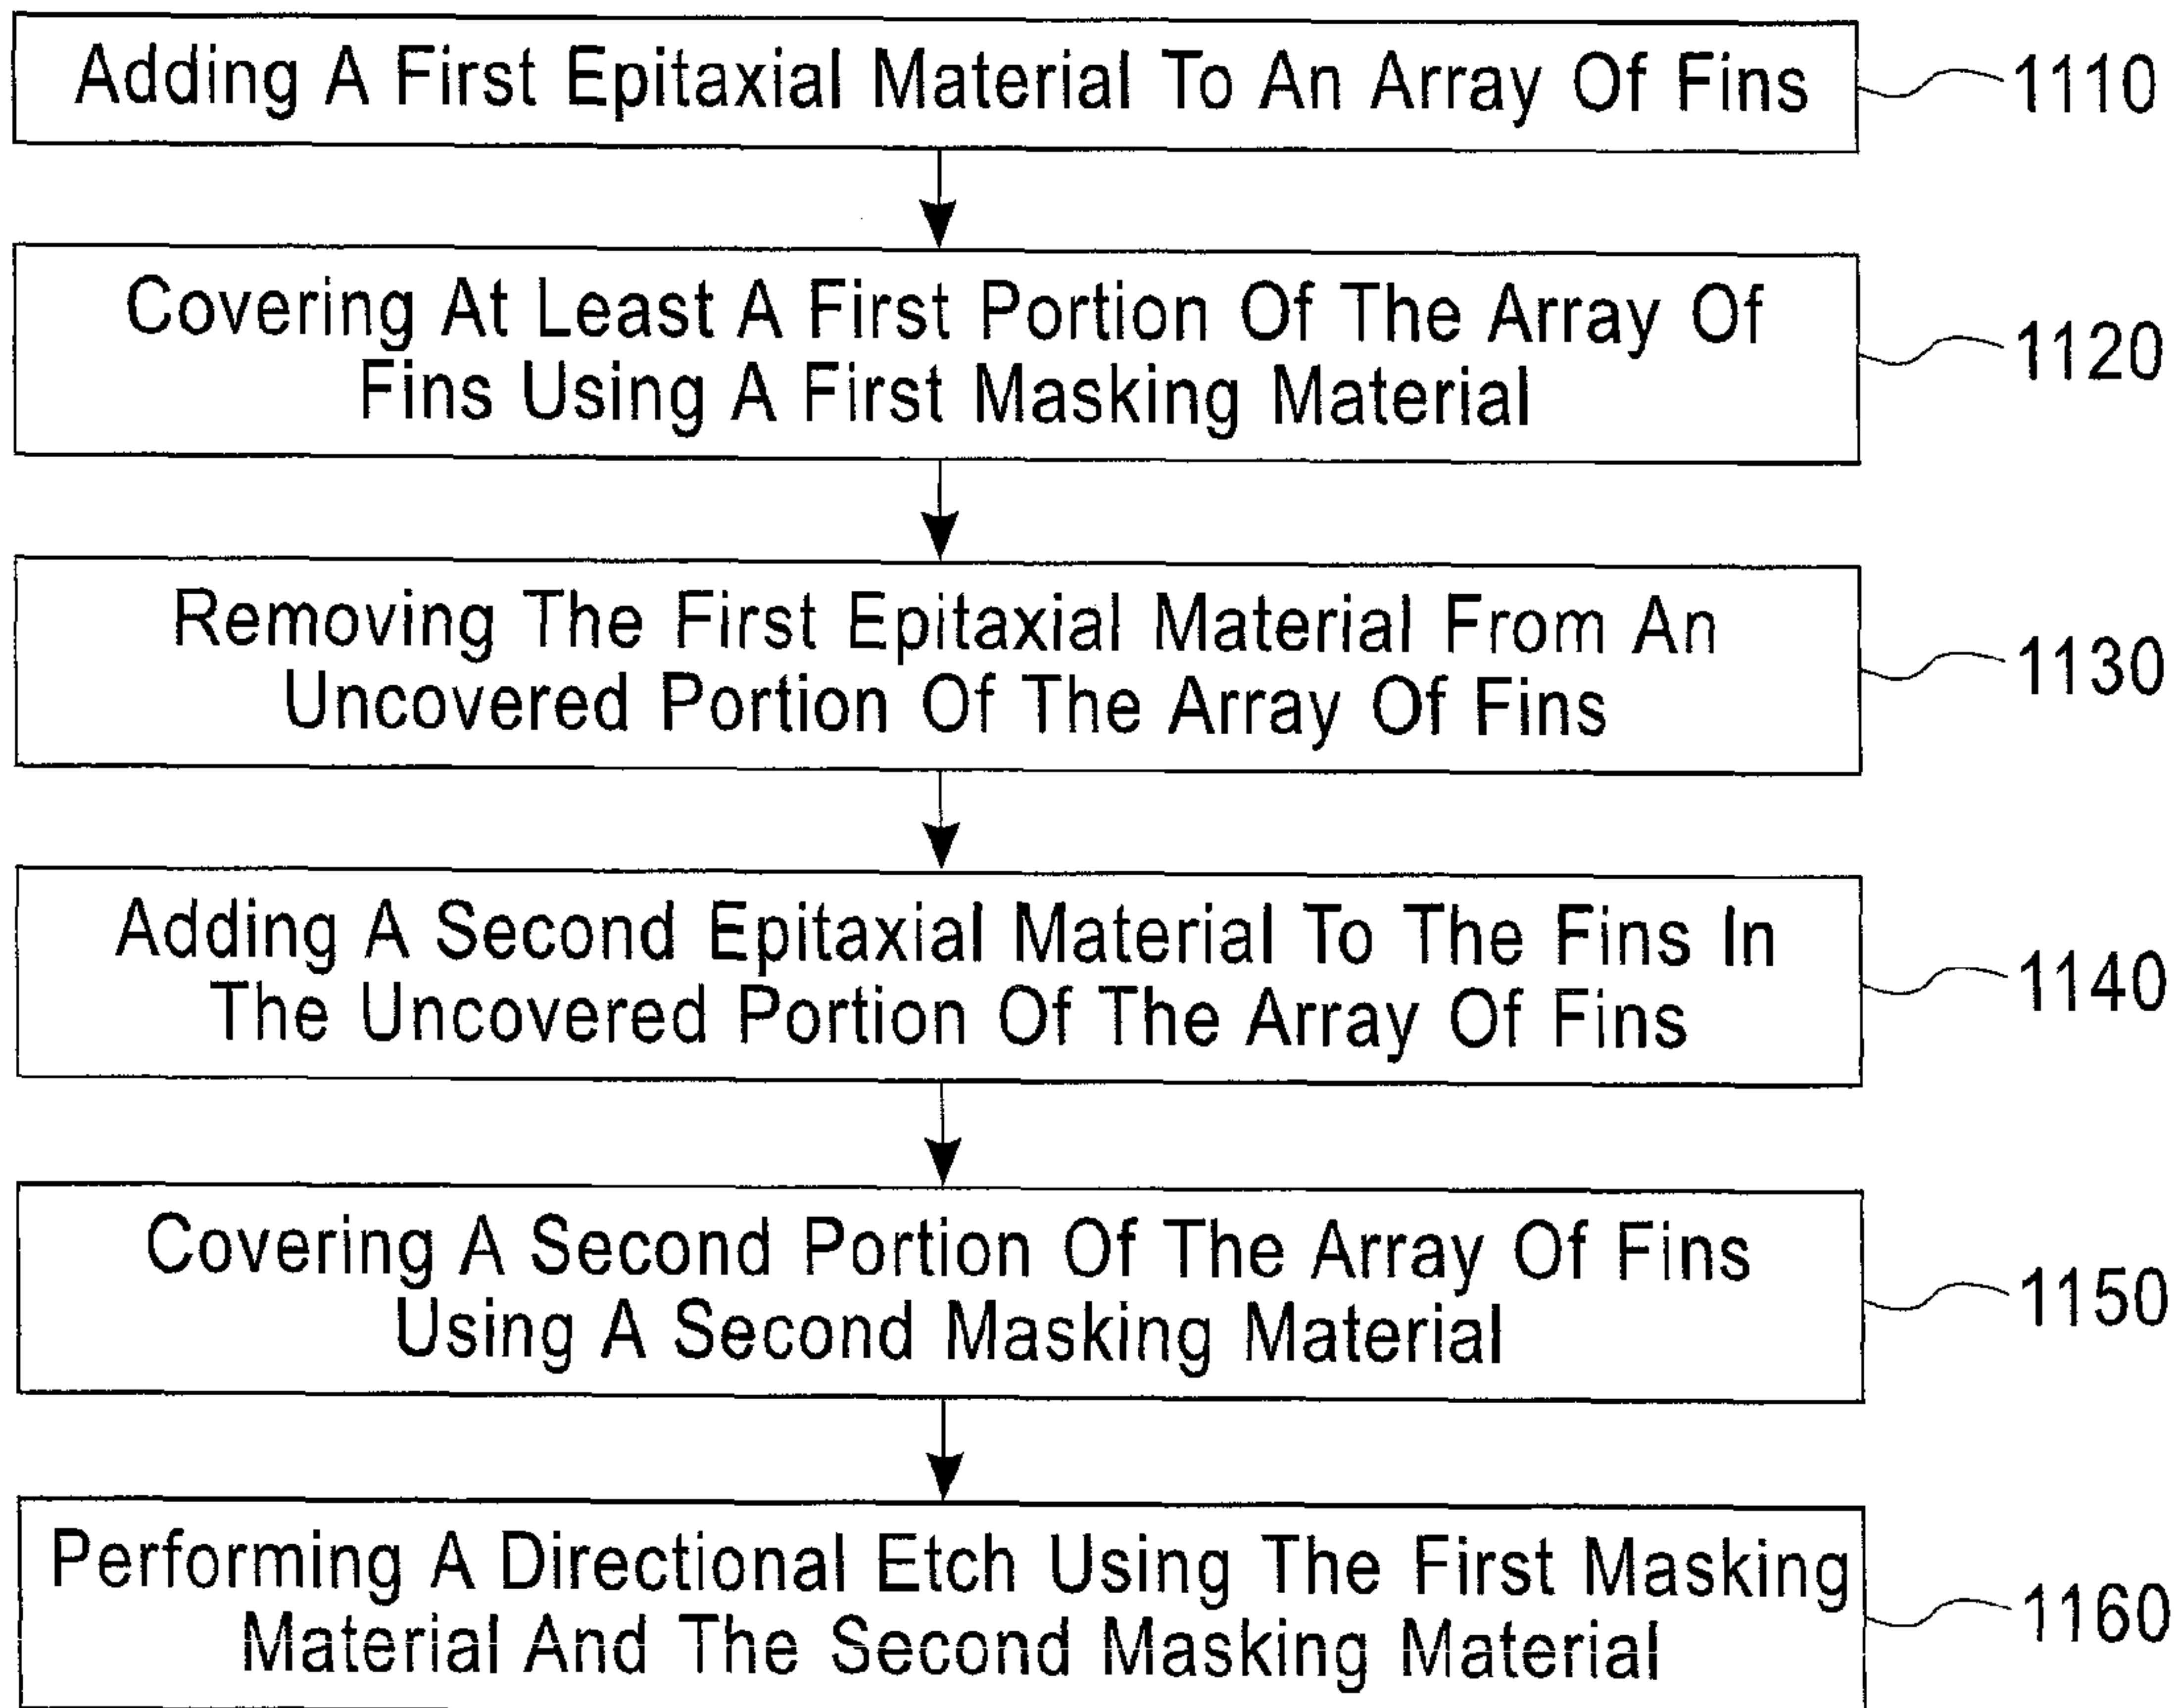 Adding A First Epitaxial Material To An Array Of Fins
1110
Covering At Least A First Portion Of The Array Of
Fins Using A First Masking Material
1120
Removing The First Epitaxial Material From An
Uncovered Portion Of The Array Of Fins
1130
Adding A Second Epitaxial Material To The Fins In
The Uncovered Portion Of The Array Of Fins
1140
Covering A Second Portion Of The Array Of Fins
Using A Second Masking Material
1150
Performing A Directional Etch Using The First Masking
Material And The Second Masking Material
1160